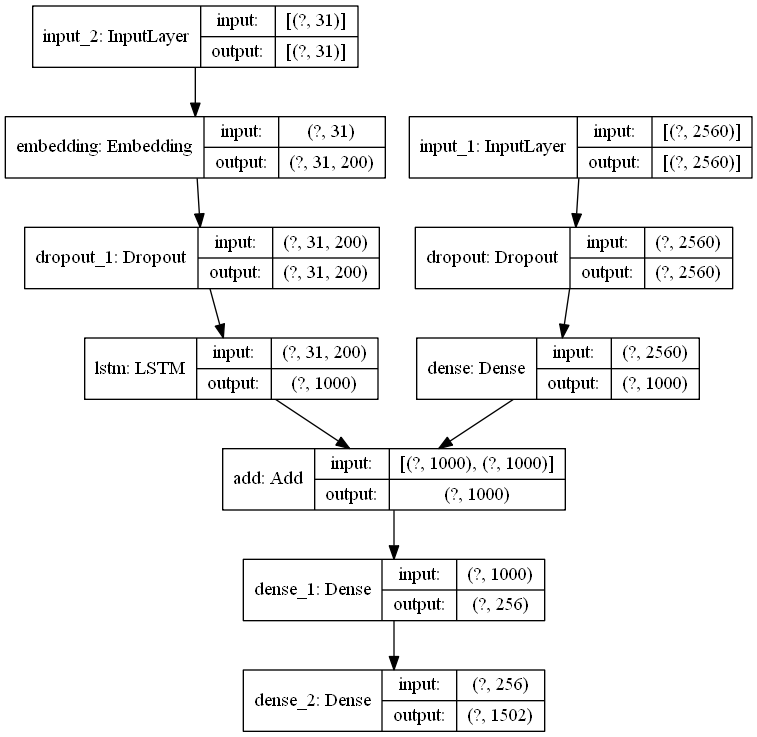 input_2: InputLayer
input: [(?, 31)]
output: [(?, 31)]
embedding: Embedding
input: (?, 31)
output: (?, 31, 200)
input_1: InputLayer
input: [(?, 2560)]
output: [(?, 2560)]
dropout_1: Dropout
input: (?, 31, 200)
output: (?, 31, 200)
dropout: Dropout
input: (?, 2560)
output: (?, 2560)
lstm: LSTM
input: (?, 31, 200)
output: (?, 1000)
dense: Dense
input: (?, 2560)
output: (?, 1000)
add: Add
input: [(?, 1000), (?, 1000)]
output: (?, 1000)
dense_1: Dense
input: (?, 1000)
output: (?, 256)
dense_2: Dense
input: (?, 256)
output: (?, 1502)